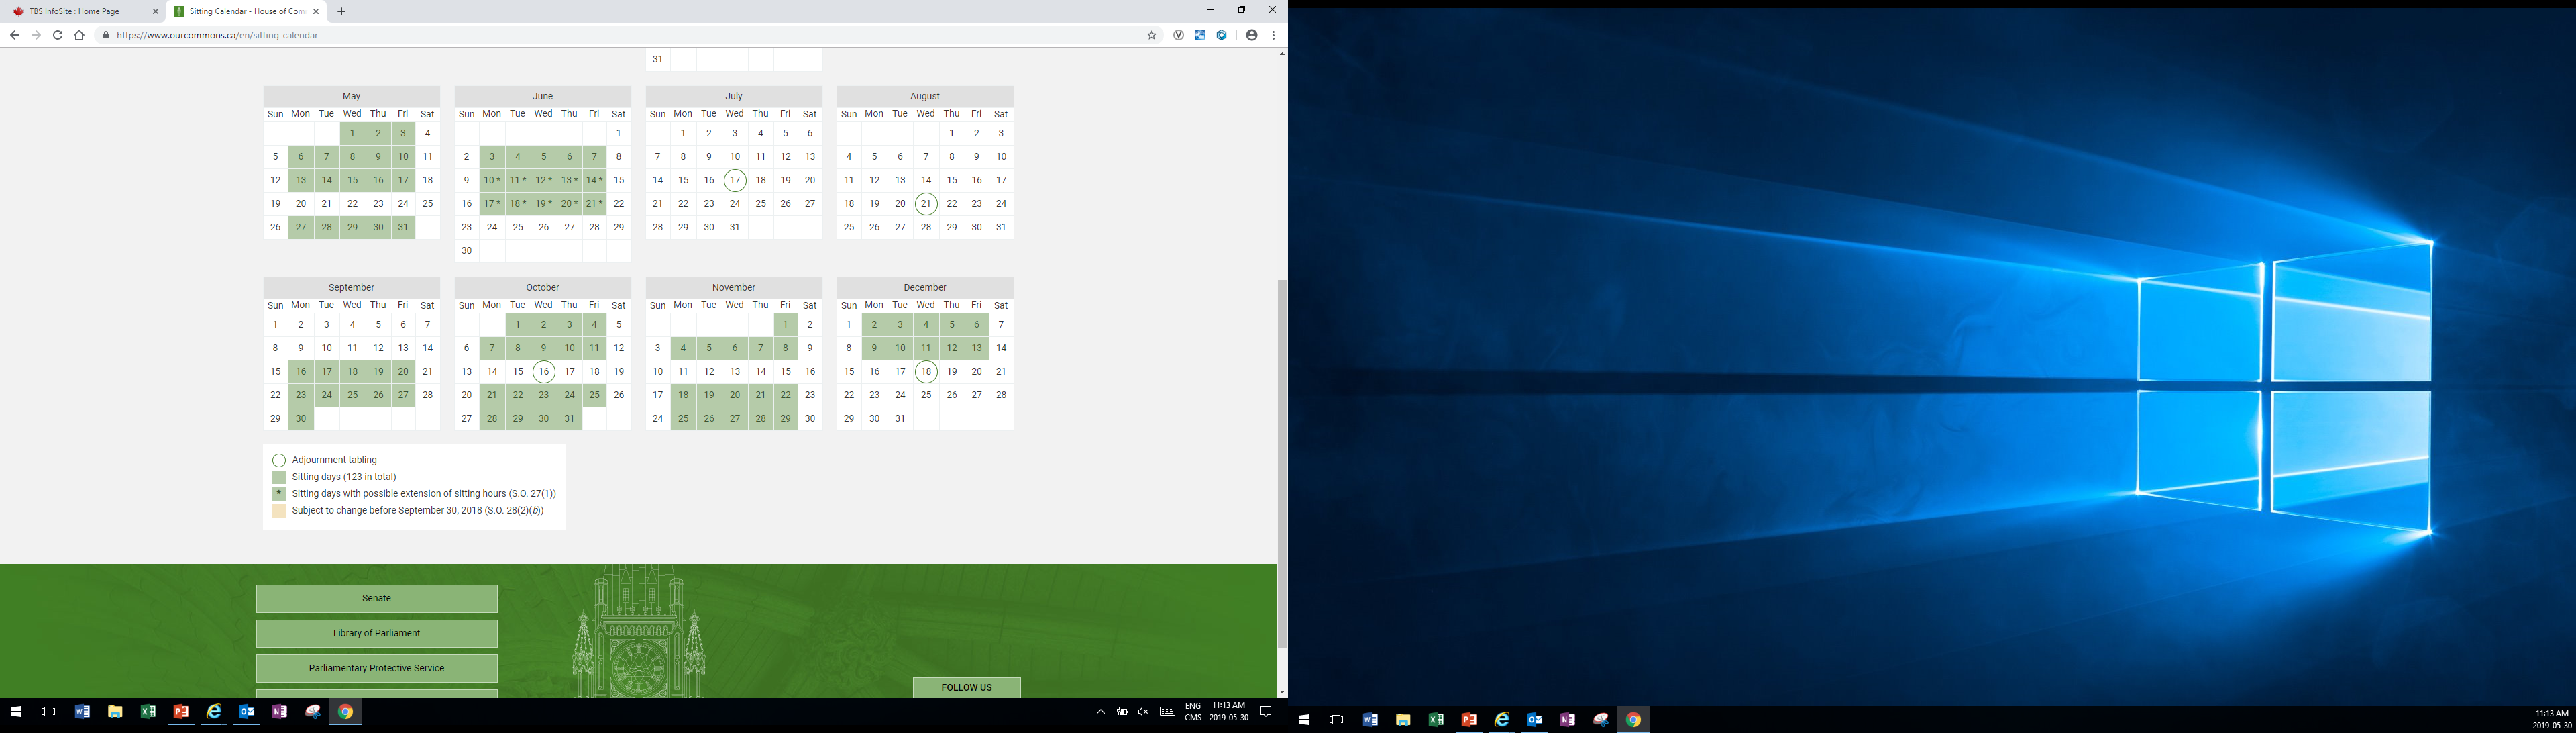 TBS InfoSite : Home Page
Sitting Calendar - House of Com
https://www.ourcommons.ca/en/sitting-calendar
31
May
Sun Mon Tue Wed Thu Fri Sat
1 2 3 4
5 6 7 8 9 10 11
12 13 14 15 16 17 18
19 20 21 22 23 24 25
26 27 28 29 30 31
June
Sun Mon Tue Wed Thu Fri Sat
1
2 3 4 5 6 7 8
9 10 * 11 * 12 * 13 * 14 * 15
16 17 * 18 * 19 * 20 * 21 * 22
23 24 25 26 27 28 29
30
July
Sun Mon Tue Wed Thu Fri Sat
1 2 3 4 5 6
7 8 9 10 11 12 13
14 15 16 17 18 19 20
21 22 23 24 25 26 27
28 29 30 31
August
Sun Mon Tue Wed Thu Fri Sat
1 2 3
4 5 6 7 8 9 10
11 12 13 14 15 16 17
18 19 20 21 22 23 24
25 26 27 28 29 30 31
September
Sun Mon Tue Wed Thu Fri Sat
1 2 3 4 5 6 7
8 9 10 11 12 13 14
15 16 17 18 19 20 21
22 23 24 25 26 27 28
29 30
October
Sun Mon Tue Wed Thu Fri Sat
1 2 3 4 5
6 7 8 9 10 11 12
13 14 15 16 17 18 19
20 21 22 23 24 25 26
27 28 29 30 31
November
Sun Mon Tue Wed Thu Fri Sat
1 2
3 4 5 6 7 8 9
10 11 12 13 14 15 16
17 18 19 20 21 22 23
24 25 26 27 28 29 30
December
Sun Mon Tue Wed Thu Fri Sat
1 2 3 4 5 6 7
8 9 10 11 12 13 14
15 16 17 18 19 20 21
22 23 24 25 26 27 28
29 30 31
Adjournment tabling
Sitting days (123 in total)
* Sitting days with possible extension of sitting hours (S.O. 27(1))
Subject to change before September 30, 2018 (S.O. 28(2)(b))
Senate
Library of Parliament
Parliamentary Protective Service
FOLLOW US
ENG
CMS
11:13 AM
2019-05-30
11:13 AM
2019-05-30